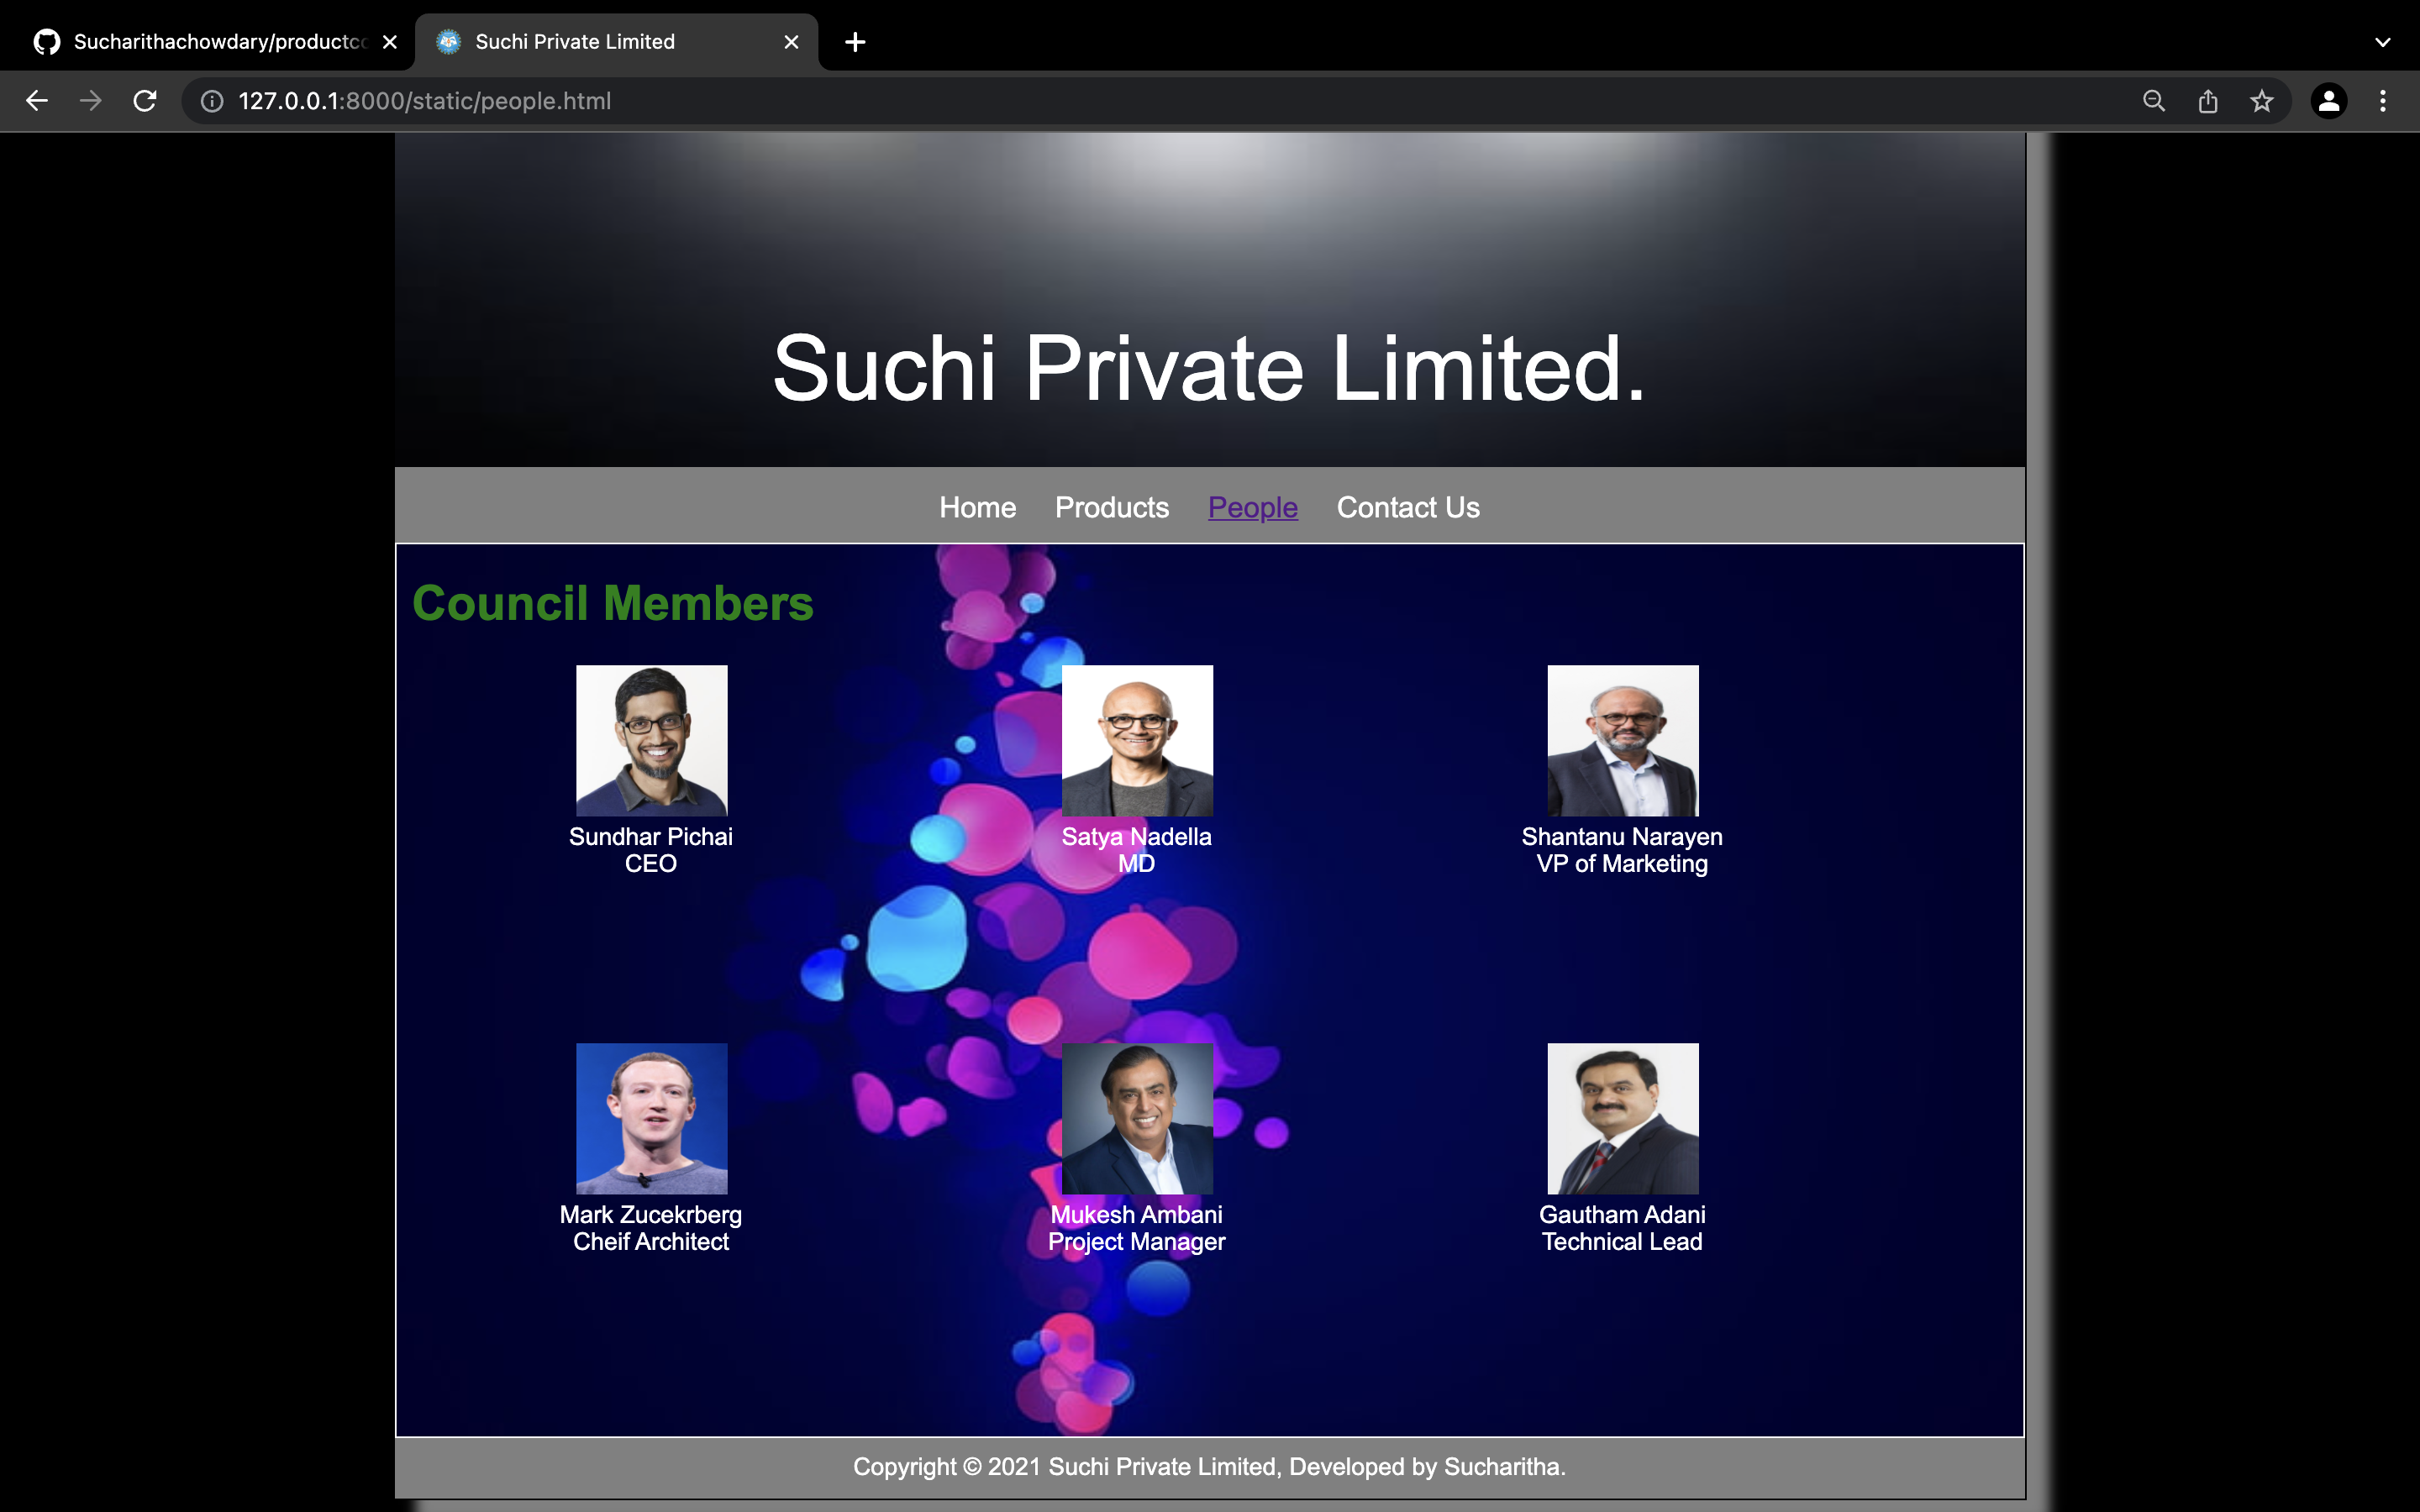 Sucharithachowdary/productco
Suchi Private Limited
127.0.0.1:8000/static/people.html
Suchi Private Limited.
Home Products People Contact Us
Council Members
Sundhar Pichai
CEO
Satya Nadella
MD
Shantanu Narayen
VP of Marketing
Mark Zucekrberg
Cheif Architect
Mukesh Ambani
Project Manager
Gautham Adani
Technical Lead
Copyright © 2021 Suchi Private Limited, Developed by Sucharitha.